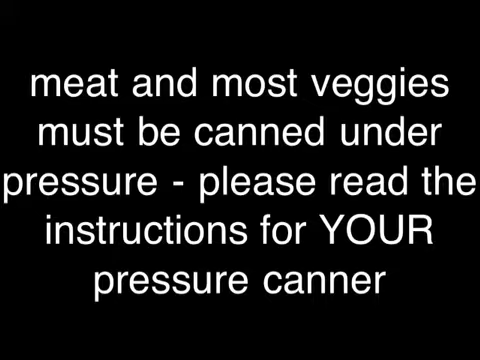 meat and most veggies
must be canned under
pressure - please read the
instructions for YOUR
pressure canner